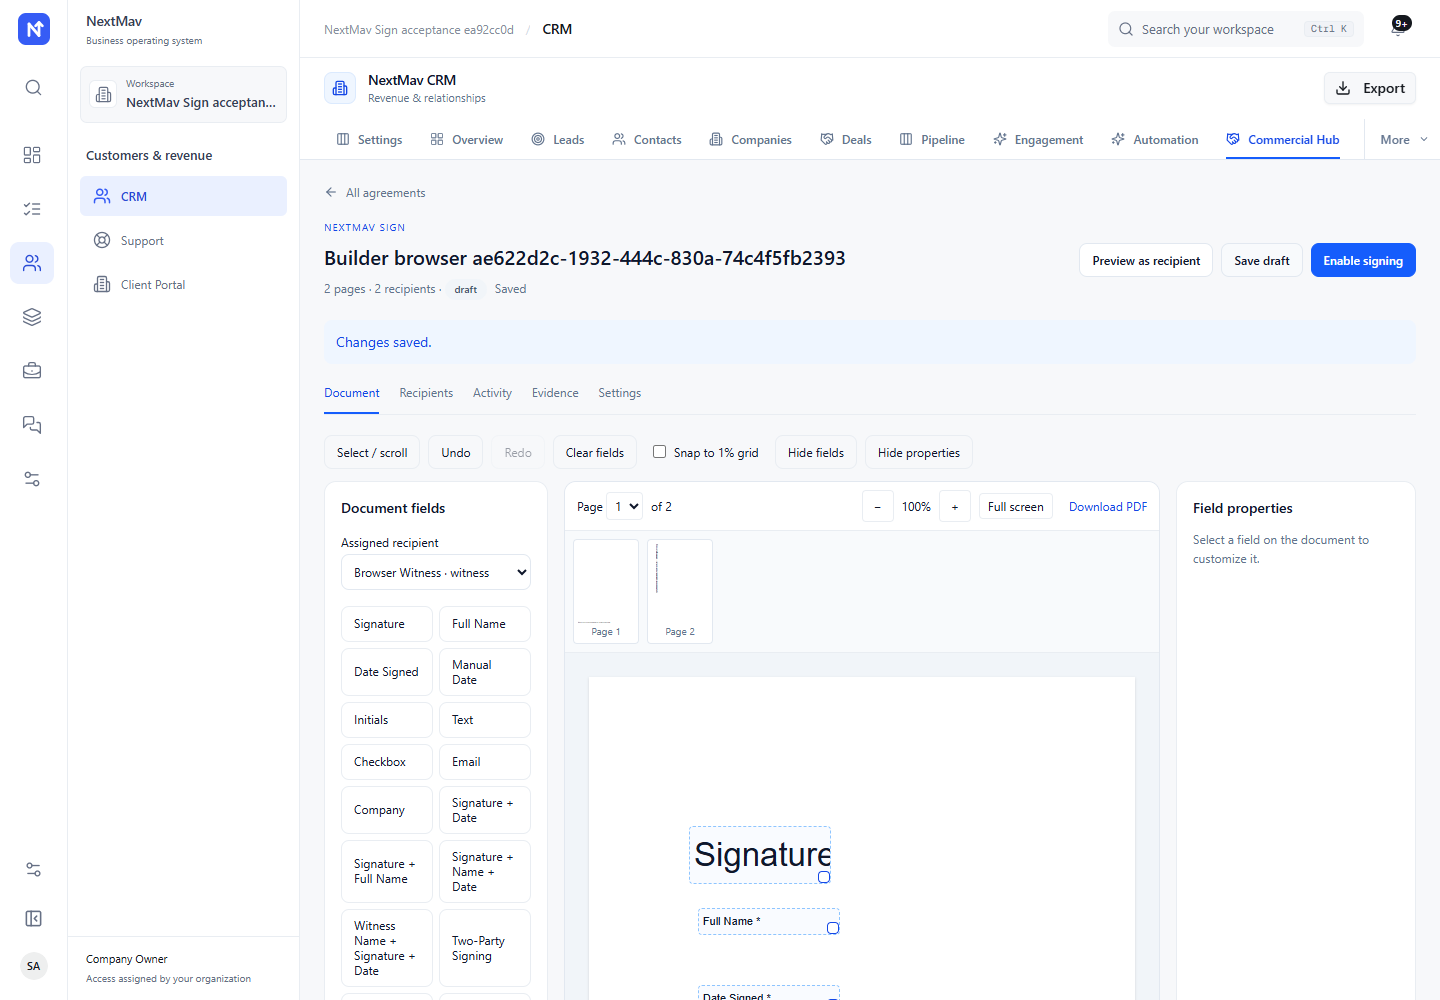 NextMav
Business operating system
Workspace
NextMav Sign acceptan...
Customers & revenue
CRM
Support
Client Portal
SA
Company Owner
Access assigned by your organization
NextMav Sign acceptance ea92cc0d / CRM
Search your workspace
Ctrl K
9+
NextMav CRM
Revenue & relationships
Export
Settings
Overview
Leads
Contacts
Companies
Deals
Pipeline
Engagement
Automation
Commercial Hub
More
All agreements
NEXTMAV SIGN
Builder browser ae622d2c-1932-444c-830a-74c4f5fb2393
2 pages · 2 recipients · draft Saved
Preview as recipient
Save draft
Enable signing
Changes saved.
Document
Recipients
Activity
Evidence
Settings
Select / scroll
Undo
Redo
Clear fields
Snap to 1% grid
Hide fields
Hide properties
Document fields
Assigned recipient
Browser Witness · witness
Signature
Full Name
Date Signed
Manual
Date
Initials
Text
Checkbox
Email
Company
Signature +
Date
Signature +
Full Name
Signature +
Name +
Date
Witness
Name +
Signature +
Date
Two-Party
Signing
Page 1 of 2
−
100%
+
Full screen
Download PDF
Page 1
Page 2
Signature
Full Name *
Date Signed *
Field properties
Select a field on the document to
customize it.